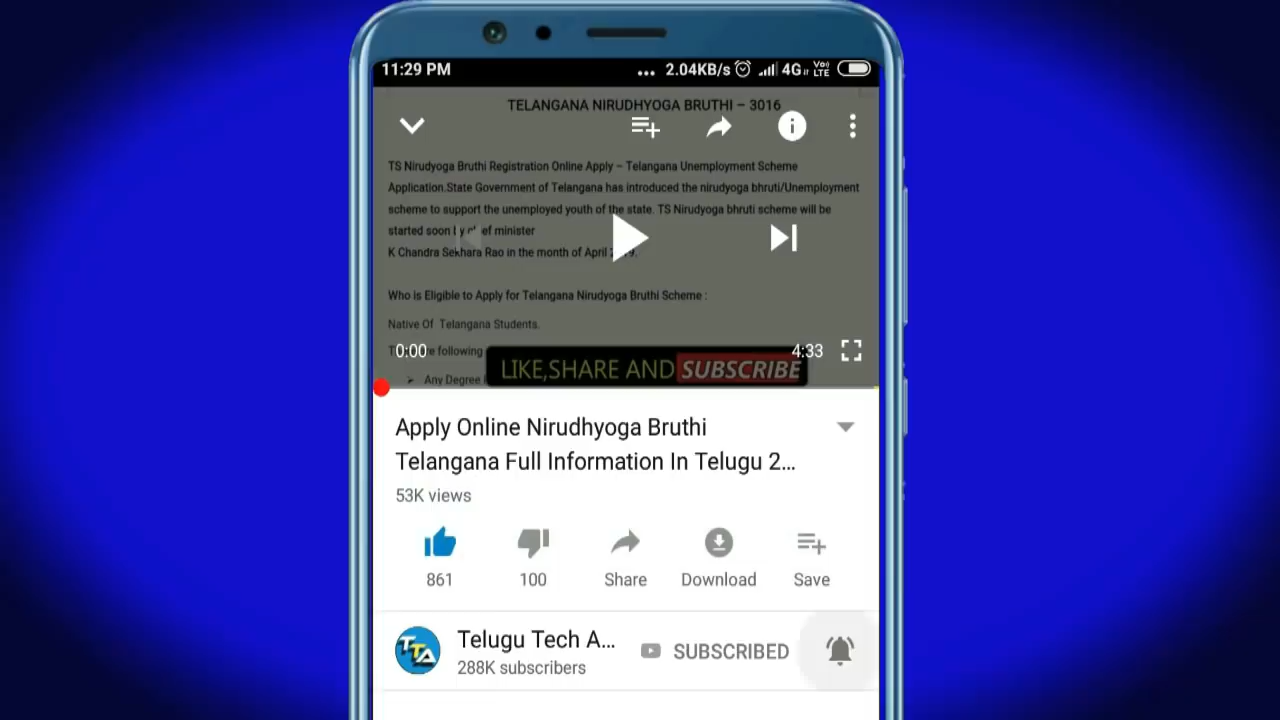 11:29 PM
... 2.04KB/s 4G VoLTE
TELANGANA NIRUDHYOGA BRUTHI – 3016
TS Nirudyoga Bruthi Registration Online Apply – Telangana Unemployment Scheme
Application.State Government of Telangana has introduced the nirudyoga bhruti/Unemployment
scheme to support the unemployed youth of the state. TS Nirudyoga bhruti scheme will be
started soon minister
K Chandra Sekhara Rao in the month of April
Who is Eligible to Apply for Telangana Nirudyoga Bruthi Scheme :
Native Of Telangana Students.
0:00 following 4:33
LIKE,SHARE AND SUBSCRIBE
➢ Any Degree
Apply Online Nirudhyoga Bruthi
Telangana Full Information In Telugu 2...
53K views
861 100 Share Download Save
TTA
Telugu Tech A...
288K subscribers
SUBSCRIBED